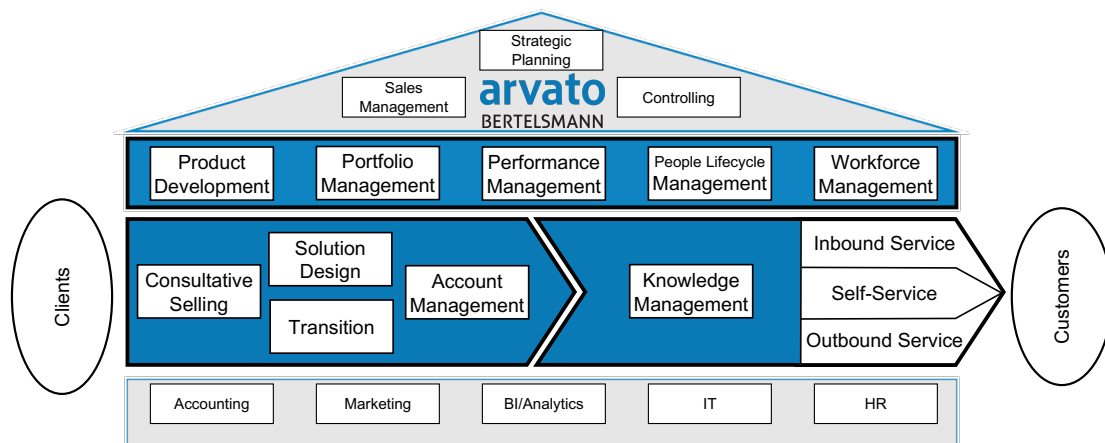 Strategic
Planning
Sales
Management
arvato
BERTELSMANN
Controlling
Product
Development
Portfolio
Management
Performance
Management
People Lifecycle
Management
Workforce
Management
Clients
Consultative
Selling
Solution
Design
Transition
Account
Management
Knowledge
Management
Inbound Service
Self-Service
Outbound Service
Customers
Accounting
Marketing
BI/Analytics
IT
HR